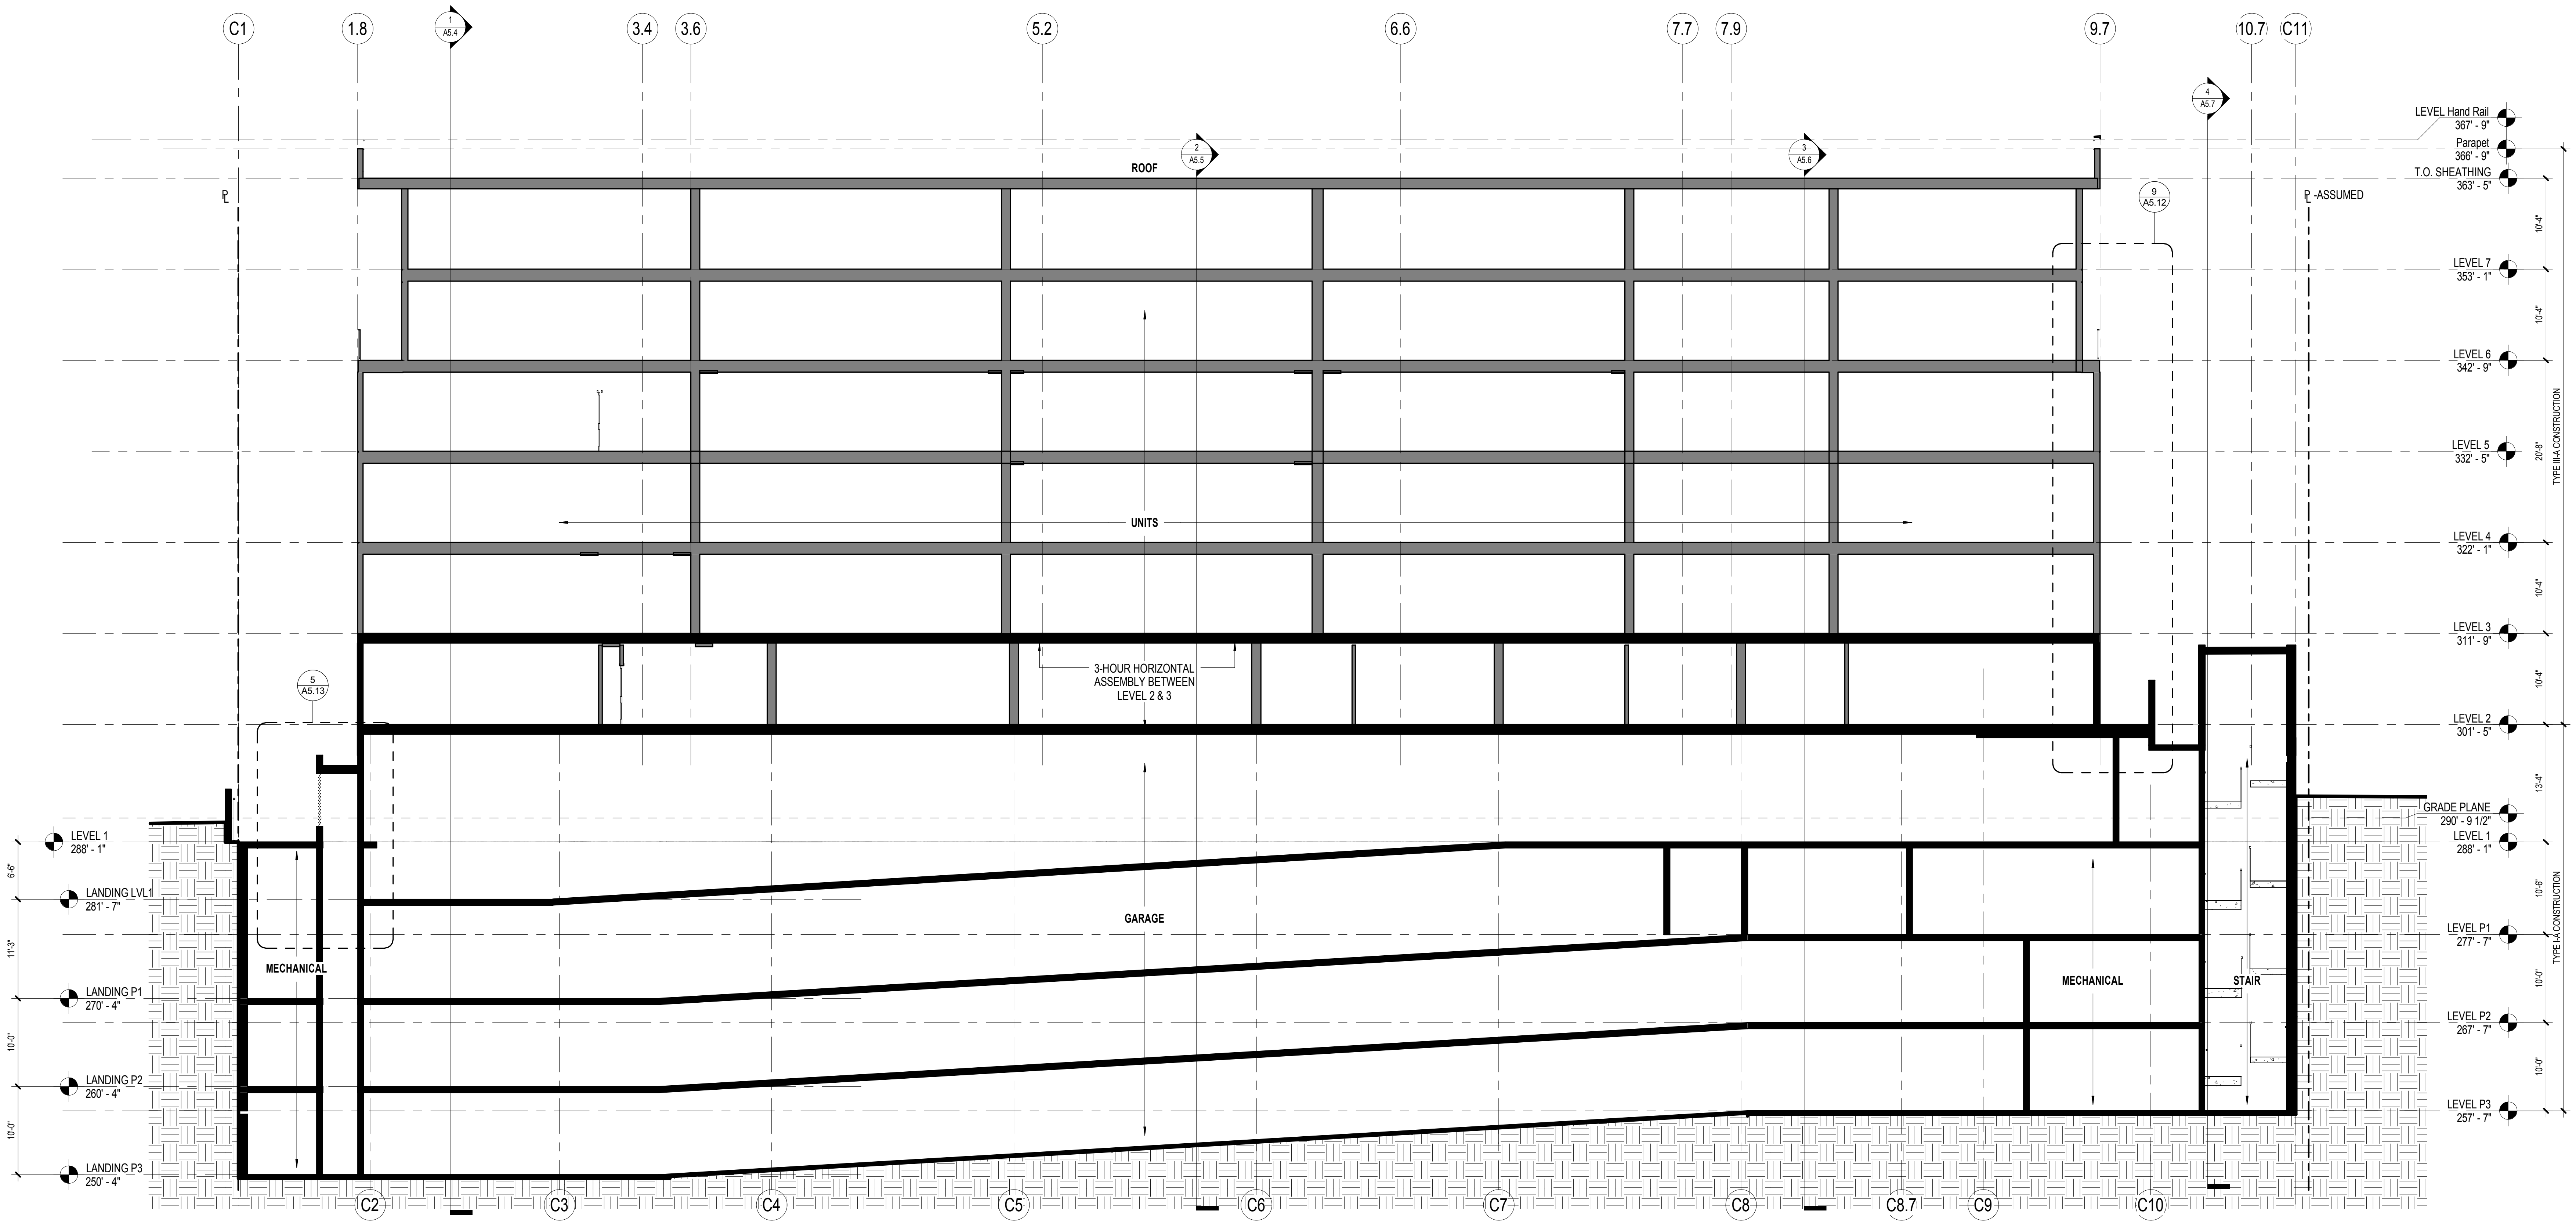 C1
1.8
1
A5.4
3.4
3.6
5.2
6.6
7.7
7.9
9.7
10.7
C11
4
A5.7
LEVEL Hand Rail
367' - 9"
Parapet
366' - 9"
2
A5.5
3
A5.6
ROOF
T.O. SHEATHING
363' - 5"
PL
9
A5.12
PL -ASSUMED
10'-4"
LEVEL 7
353' - 1"
10'-4"
LEVEL 6
342' - 9"
TYPE III-A CONSTRUCTION
LEVEL 5
332' - 5"
20'-8"
UNITS
LEVEL 4
322' - 1"
10'-4"
LEVEL 3
311' - 9"
3-HOUR HORIZONTAL
ASSEMBLY BETWEEN
LEVEL 2 & 3
5
A5.13
10'-4"
LEVEL 2
301' - 5"
13'-4"
GRADE PLANE
290' - 9 1/2"
LEVEL 1
288' - 1"
LEVEL 1
288' - 1"
6'-6"
LANDING LVL1
281' - 7"
10'-6"
TYPE I-A CONSTRUCTION
GARAGE
LEVEL P1
277' - 7"
11'-3"
MECHANICAL
MECHANICAL
STAIR
10'-0"
LANDING P1
270' - 4"
LEVEL P2
267' - 7"
10'-0"
10'-0"
LANDING P2
260' - 4"
LEVEL P3
257' - 7"
10'-0"
LANDING P3
250' - 4"
C2
C3
C4
C5
C6
C7
C8
C8.7
C9
C10